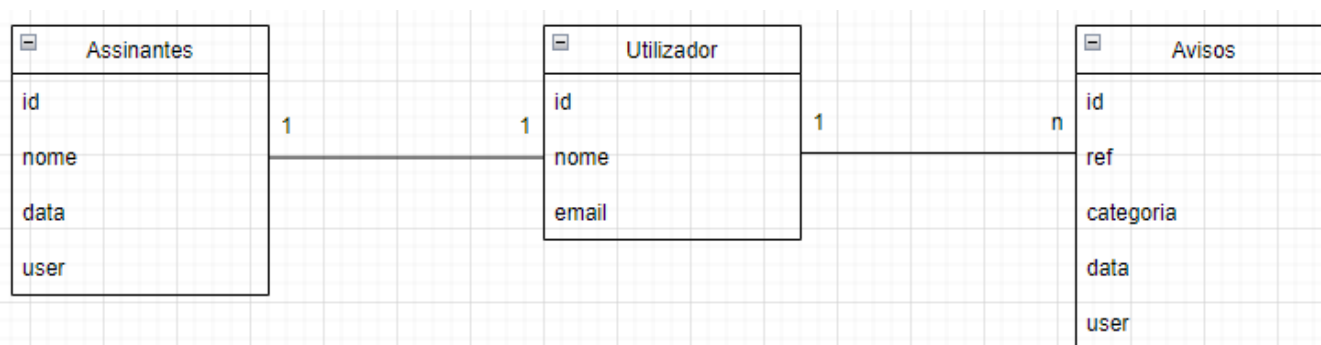 Assinantes
id
nome
data
user
1
1
Utilizador
id
nome
email
1
n
Avisos
id
ref
categoria
data
user